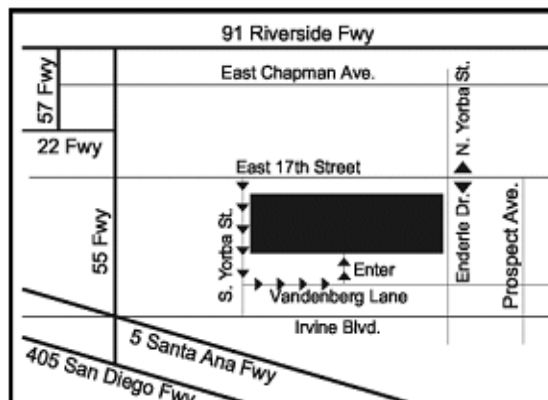 91 Riverside Fwy
East Chapman Ave.
57 Fwy
N. Yorba St.
22 Fwy
East 17th Street
55 Fwy
S. Yorba St.
Enderle Dr.
Prospect Ave.
Enter
Vandenberg Lane
Irvine Blvd.
5 Santa Ana Fwy
405 San Diego Fwy